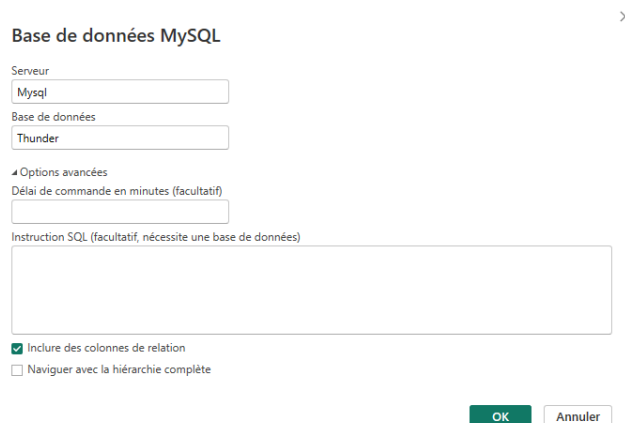 Base de données MySQL
Serveur
Mysql
Base de données
Thunder
Options avancées
Délai de commande en minutes (facultatif)
Instruction SQL (facultatif, nécessite une base de données)
Inclure des colonnes de relation
Naviguer avec la hiérarchie complète
OK Annuler